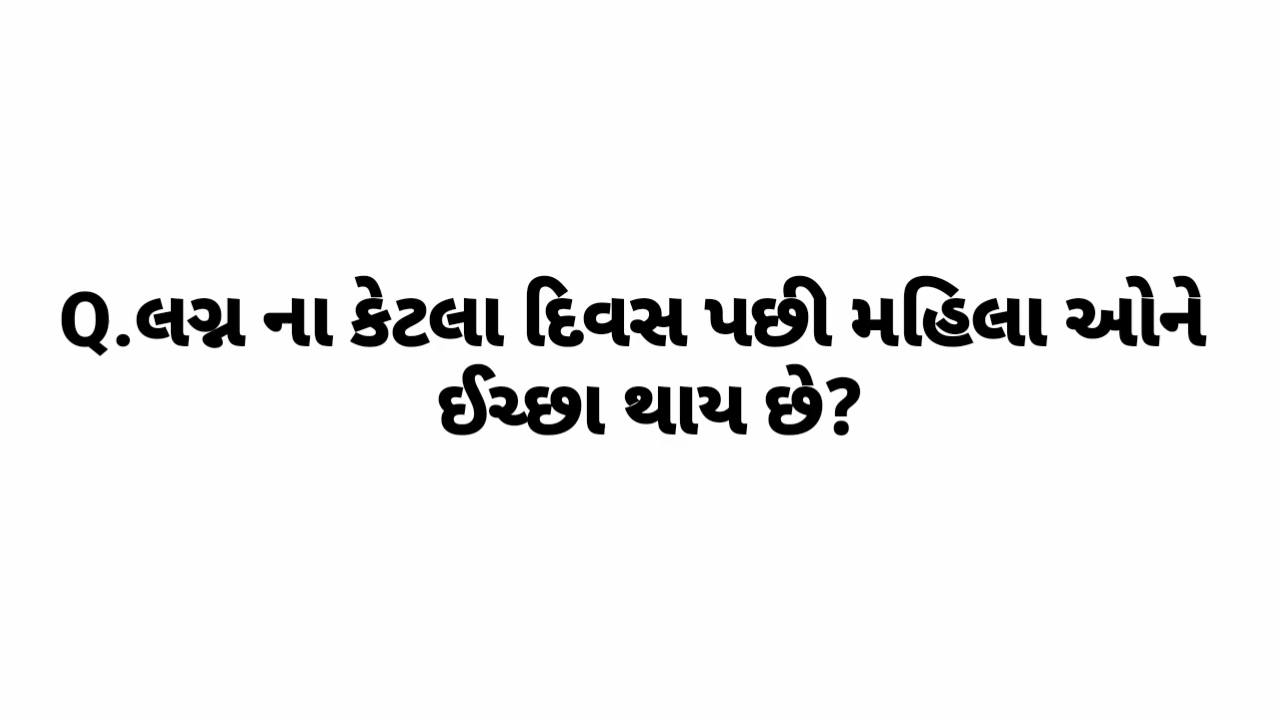 Q.લગ્ન ના કેટલા દિવસ પછી મહિલા ઓને
ઈચ્છા થાય છે?